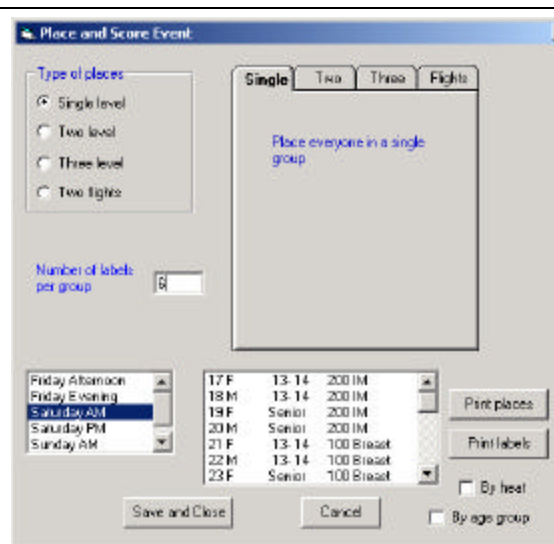 Place and Score Event
Type of places
Single level
Two level
Three level
Two flights
Single Two Three Flights
Place everyone in a single
group
Number of labels
per group
6
Friday Afternoon
Friday Evening
Saturday AM
Saturday PM
Sunday AM
17 F 13-14 200 IM
18 M 13-14 200 IM
19 F Senior 200 IM
20 M Senior 200 IM
21 F 13-14 100 Breast
22 M 13-14 100 Breast
23 F Senior 100 Breast
Print places
Print labels
By heat
By age group
Save and Close
Cancel